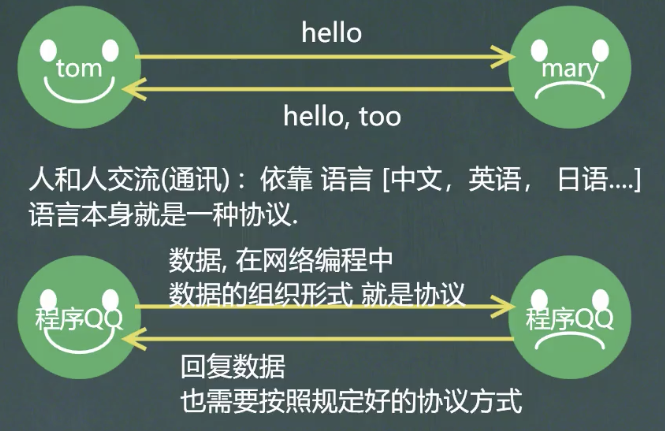 hello
tom
mary
hello, too
人和人交流(通讓)：依靠 语言 [中文，英语， 日语....]
语言本身就是一种协议.
数据, 在网络编程中
数据的组织形式 就是协议
程序QQ
程序QQ
回复数据
也需要按照规定好的协议方式